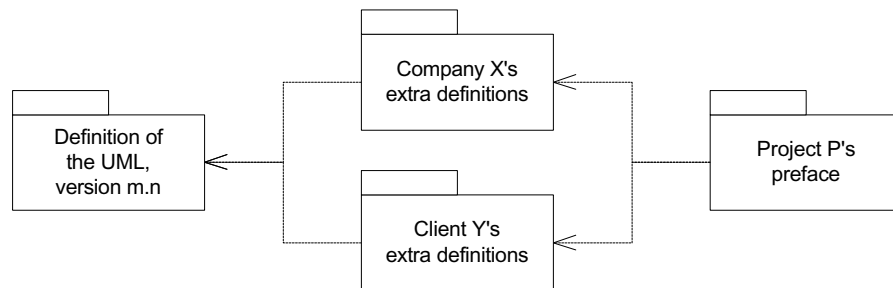 Company X's
extra definitions
Definition of
the UML,
version m.n
Project P's
preface
Client Y's
extra definitions